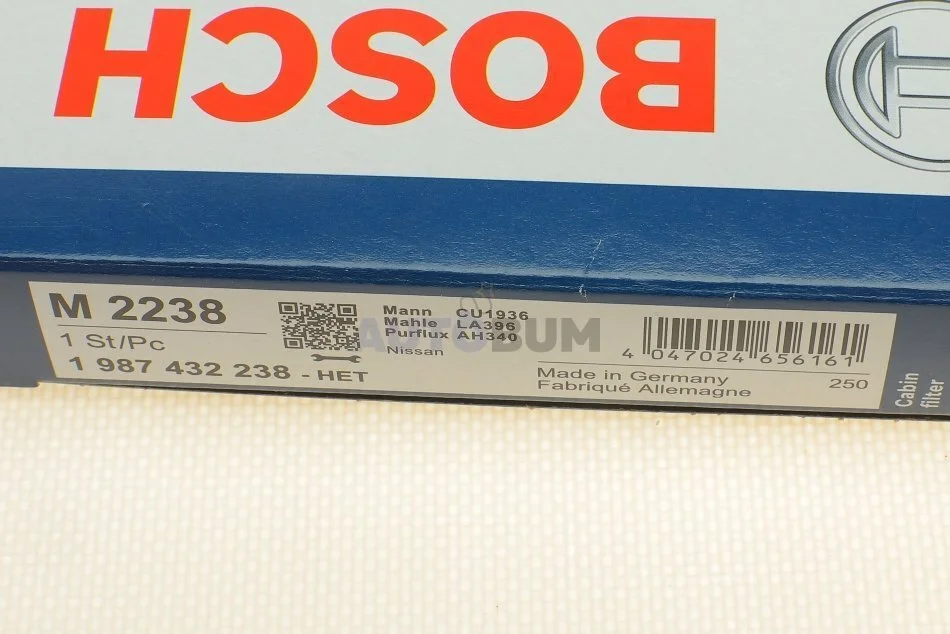 BOSCH
M 2238
1 St/Pc
1 987 432 238 - HET
Mann CU1936
Mahle LA396
Purflux AH340
Nissan
AUTOBUM
4 047024 656161
Made in Germany
Fabriqué Allemagne
250
Cabin
filter